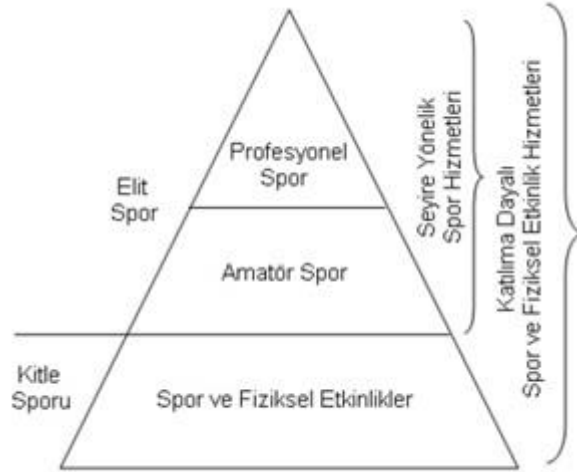 Profesyonel
Spor
Elit
Spor
Amatör Spor
Kitle
Sporu
Spor ve Fiziksel Etkinlikler
Seyire Yönelik
Spor Hizmetleri
Katılıma Dayalı
Spor ve Fiziksel Etkinlik Hizmetleri